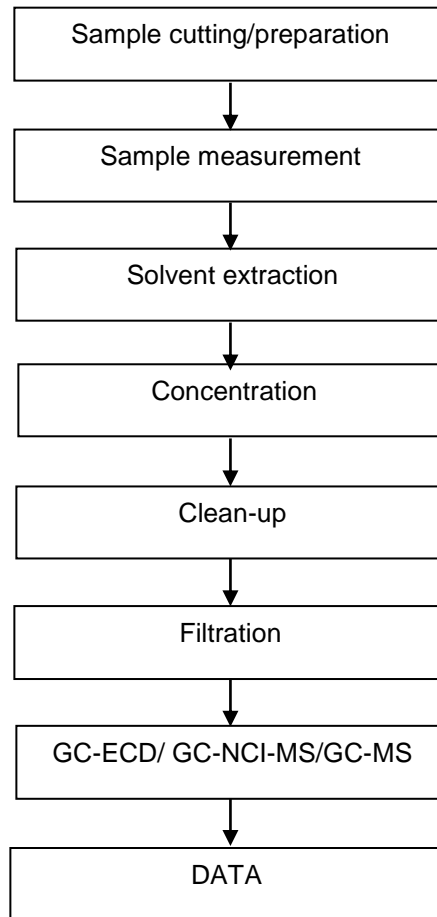 Sample cutting/preparation
Sample measurement
Solvent extraction
Concentration
Clean-up
Filtration
GC-ECD/ GC-NCI-MS/GC-MS
DATA